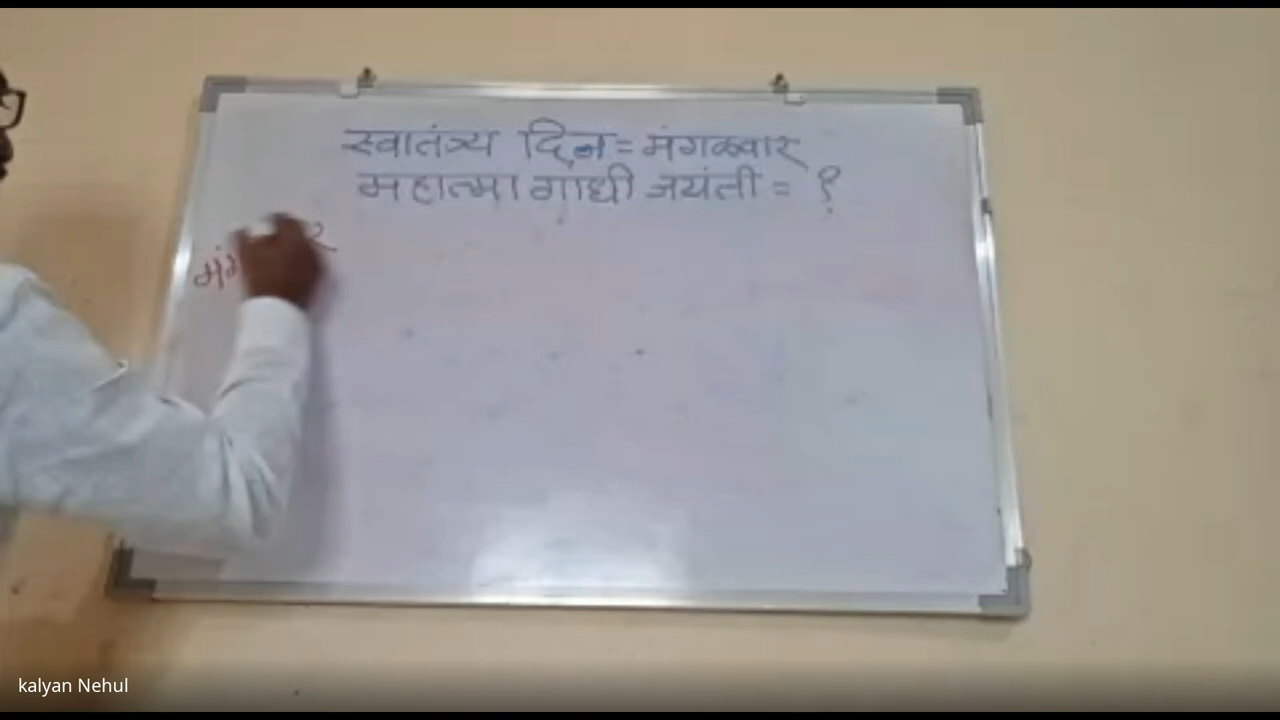 स्वातंत्र्य दिन = मंगळवार
महात्मा गांधी जयंती = ?
kalyan Nehul